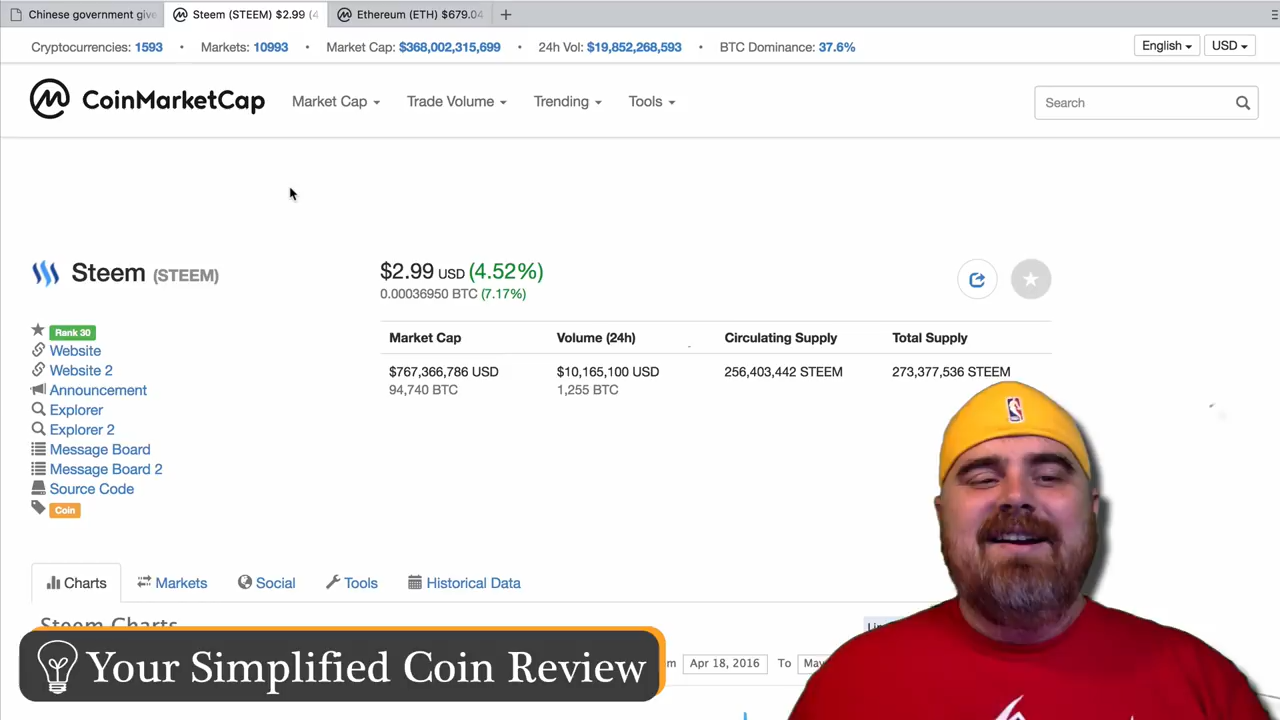 Chinese government give
Steem (STEEM) $2.99 (4
Ethereum (ETH) $679.04
Cryptocurrencies: 1593 • Markets: 10993 • Market Cap: $368,002,315,699 • 24h Vol: $19,852,268,593 • BTC Dominance: 37.6%
English
USD
CoinMarketCap
Market Cap
Trade Volume
Trending
Tools
Search
Steem (STEEM)
$2.99 USD (4.52%)
0.00036950 BTC (7.17%)
Rank 30
Website
Website 2
Announcement
Explorer
Explorer 2
Message Board
Message Board 2
Source Code
Coin
Market Cap Volume (24h) Circulating Supply Total Supply
$767,366,786 USD $10,165,100 USD 256,403,442 STEEM 273,377,536 STEEM
94,740 BTC 1,255 BTC
Charts
Markets
Social
Tools
Historical Data
Steem Charts
Apr 18, 2016 To May
Your Simplified Coin Review